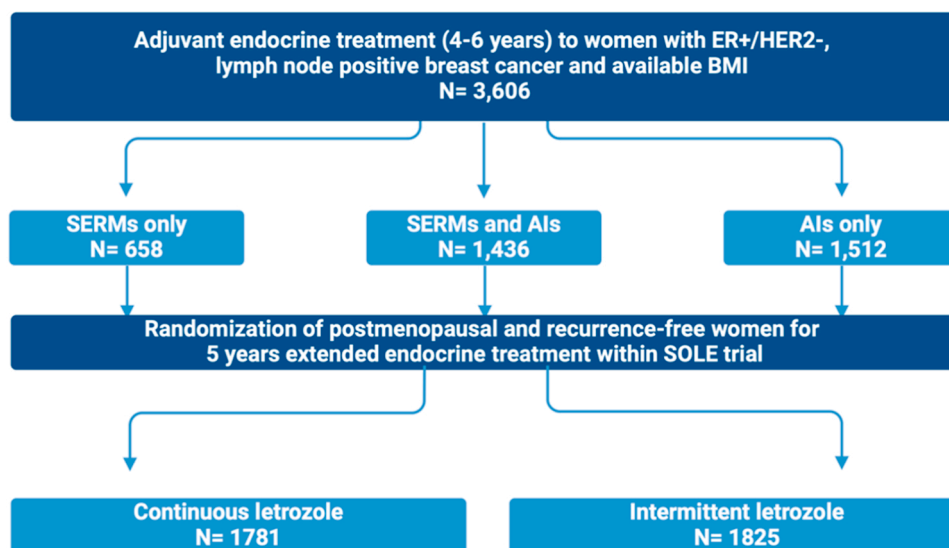 Adjuvant endocrine treatment (4-6 years) to women with ER+/HER2-,
lymph node positive breast cancer and available BMI
N= 3,606
SERMs only
N= 658
SERMs and AIs
N= 1,436
AIs only
N= 1,512
Randomization of postmenopausal and recurrence-free women for
5 years extended endocrine treatment within SOLE trial
Continuous letrozole
N= 1781
Intermittent letrozole
N= 1825